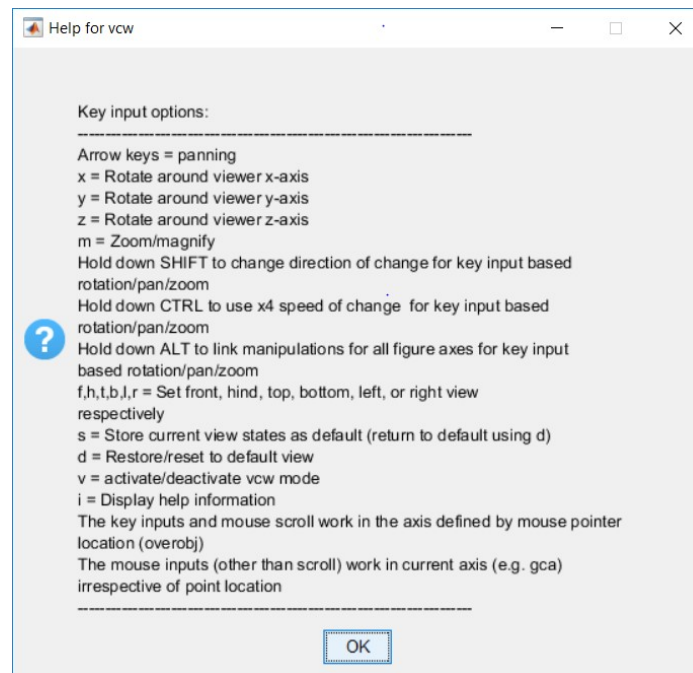 Help for vcw
Key input options:
------------------------------------------------------------------------
Arrow keys = panning
x = Rotate around viewer x-axis
y = Rotate around viewer y-axis
z = Rotate around viewer z-axis
m = Zoom/magnify
Hold down SHIFT to change direction of change for key input based
rotation/pan/zoom
Hold down CTRL to use x4 speed of change  for key input based
rotation/pan/zoom
Hold down ALT to link manipulations for all figure axes for key input
based rotation/pan/zoom
f,h,t,b,l,r = Set front, hind, top, bottom, left, or right view
respectively
s = Store current view states as default (return to default using d)
d = Restore/reset to default view
v = activate/deactivate vcw mode
i = Display help information
The key inputs and mouse scroll work in the axis defined by mouse pointer
location (overobj)
The mouse inputs (other than scroll) work in current axis (e.g. gca)
irrespective of point location
------------------------------------------------------------------------
OK